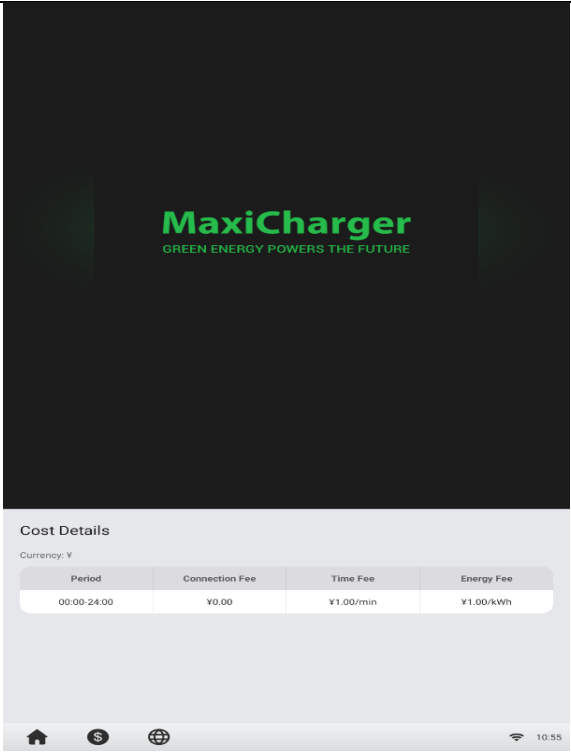 MaxiCharger
GREEN ENERGY POWERS THE FUTURE
Cost Details
Currency: ¥
Period Connection Fee Time Fee Energy Fee
00:00-24:00 ¥0.00 ¥1.00/min ¥1.00/kWh
$
10:55